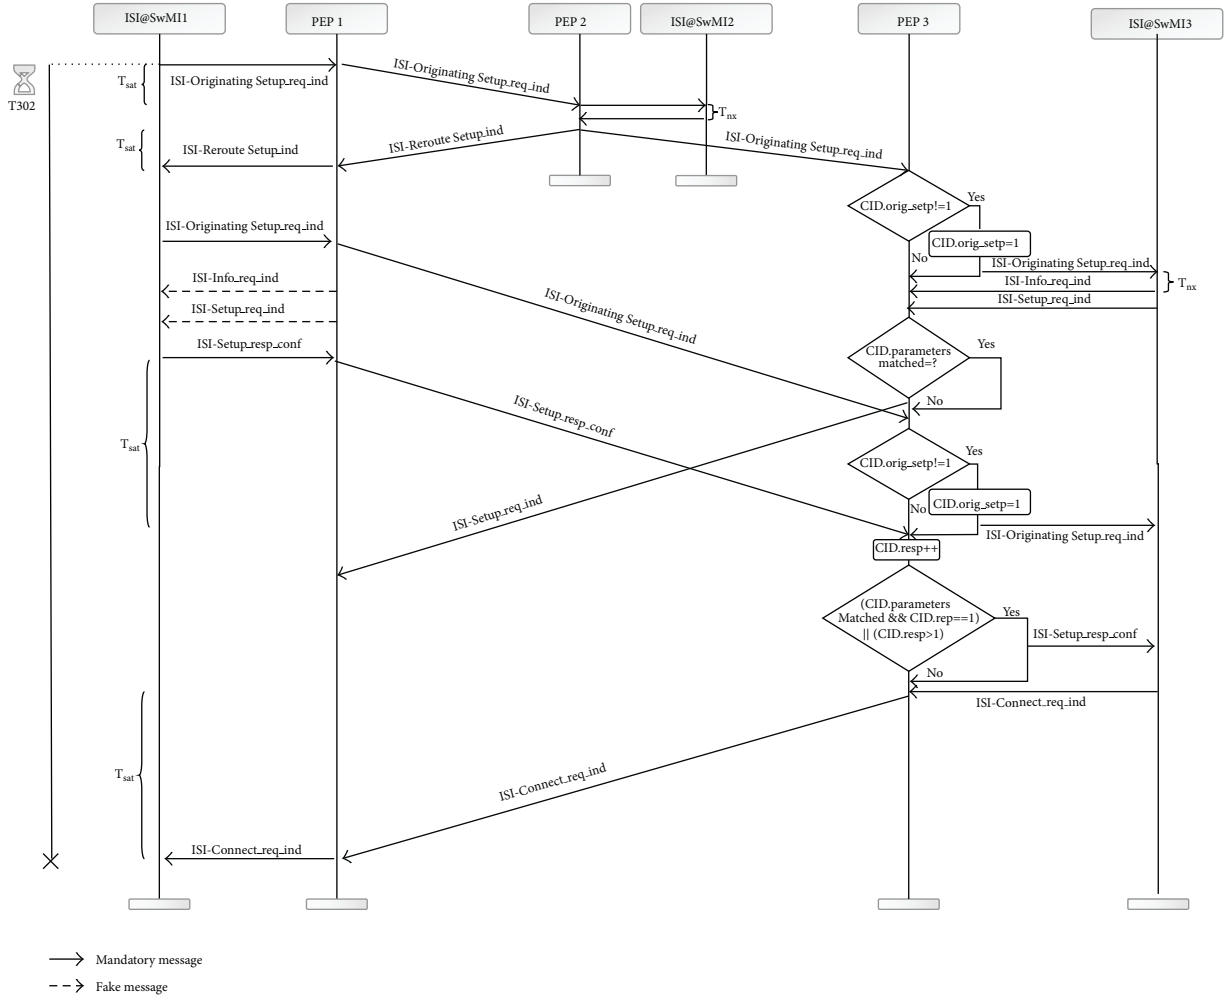 ISI@SwMI1
PEP 1
PEP 2
ISI@SwMI2
PEP 3
ISI@SwMI3
T302
Tsat
ISI-Originating Setup_req_ind
ISI-Originating Setup_req_ind
Tnx
Tsat
ISI-Reroute Setup_ind
ISI-Reroute Setup_ind
ISI-Originating Setup_req_ind
CID.orig_setp!=1
Yes
CID.orig_setp=1
No
ISI-Originating Setup_req_ind
ISI-Originating Setup_req_ind
ISI-Info_req_ind
ISI-Info_req_ind
Tnx
ISI-Setup_req_ind
ISI-Setup_req_ind
ISI-Originating Setup_req_ind
ISI-Setup_resp_conf
CID.parameters
matched=?
Yes
No
ISI-Setup_resp_conf
Tsat
CID.orig_setp!=1
Yes
CID.orig_setp=1
No
ISI-Setup_req_ind
ISI-Originating Setup_req_ind
CID.resp++
(CID.parameters
Matched && CID.rep==1)
|| (CID.resp>1)
Yes
ISI-Setup_resp_conf
No
ISI-Connect_req_ind
Tsat
ISI-Connect_req_ind
ISI-Connect_req_ind
Mandatory message
Fake message